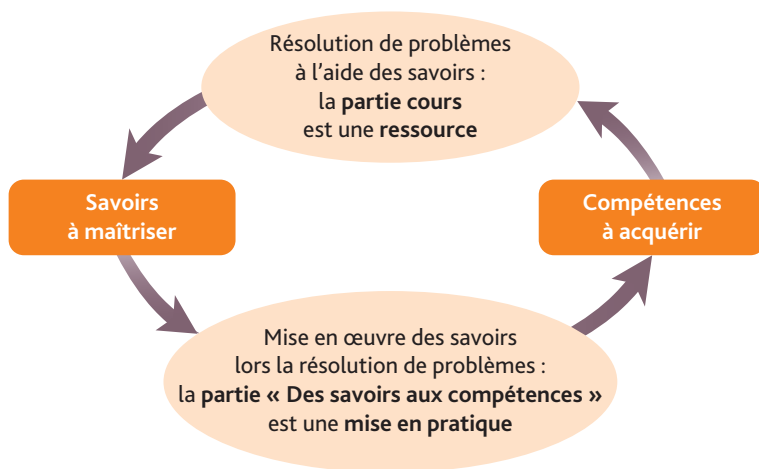 Résolution de problèmes
à l'aide des savoirs :
la partie cours
est une ressource
Savoirs
à maîtriser
Compétences
à acquérir
Mise en œuvre des savoirs
lors la résolution de problèmes :
la partie « Des savoirs aux compétences »
est une mise en pratique